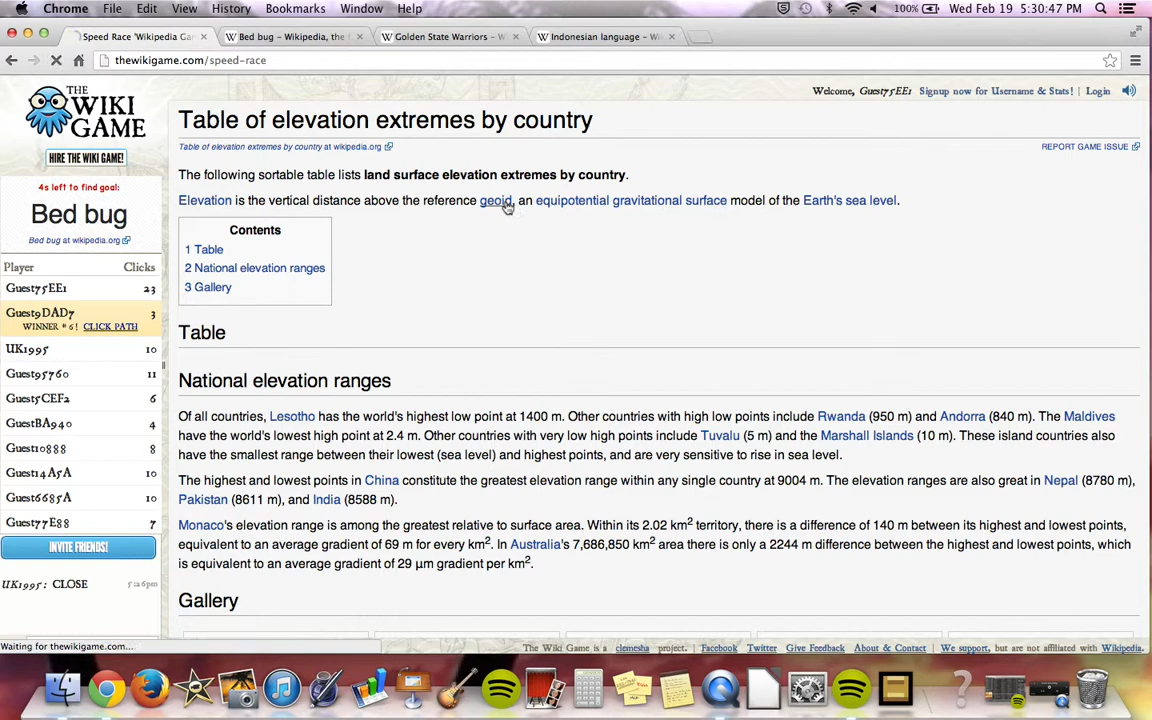 Chrome File Edit View History Bookmarks Window Help 100% Wed Feb 19 5:30:47 PM
Speed Race 'Wikipedia Ga Bed bug – Wikipedia, the f Golden State Warriors – W Indonesian language – Wik
thewikigame.com/speed-race
Welcome, Guest75EE1 Signup now for Username & Stats! Login
THE WIKI GAME
HIRE THE WIKI GAME!
4s left to find goal:
Bed bug
Bed bug at wikipedia.org
Player Clicks
Guest75EE1 23
Guest9DAD7 3
WINNER #6! CLICK PATH
UK1995 10
Guest95760 11
Guest5CEF2 6
GuestBA940 4
Guest10888 8
Guest14A5A 10
Guest6685A 10
Guest77E88 7
INVITE FRIENDS!
UK1995: CLOSE 5:26pm
Table of elevation extremes by country
Table of elevation extremes by country at wikipedia.org REPORT GAME ISSUE
The following sortable table lists land surface elevation extremes by country.
Elevation is the vertical distance above the reference geoid, an equipotential gravitational surface model of the Earth's sea level.
Contents
1 Table
2 National elevation ranges
3 Gallery
Table
National elevation ranges
Of all countries, Lesotho has the world's highest low point at 1400 m. Other countries with high low points include Rwanda (950 m) and Andorra (840 m). The Maldives
have the world's lowest high point at 2.4 m. Other countries with very low high points include Tuvalu (5 m) and the Marshall Islands (10 m). These island countries also
have the smallest range between their lowest (sea level) and highest points, and are very sensitive to rise in sea level.
The highest and lowest points in China constitute the greatest elevation range within any single country at 9004 m. The elevation ranges are also great in Nepal (8780 m),
Pakistan (8611 m), and India (8588 m).
Monaco's elevation range is among the greatest relative to surface area. Within its 2.02 km² territory, there is a difference of 140 m between its highest and lowest points,
equivalent to an average gradient of 69 m for every km². In Australia's 7,686,850 km² area there is only a 2244 m difference between the highest and lowest points, which
is equivalent to an average gradient of 29 µm gradient per km².
Gallery
Waiting for thewikigame.com... The Wiki Game is a clemesha project. Facebook Twitter Give Feedback About & Contact We support, but are not affiliated with Wikipedia.